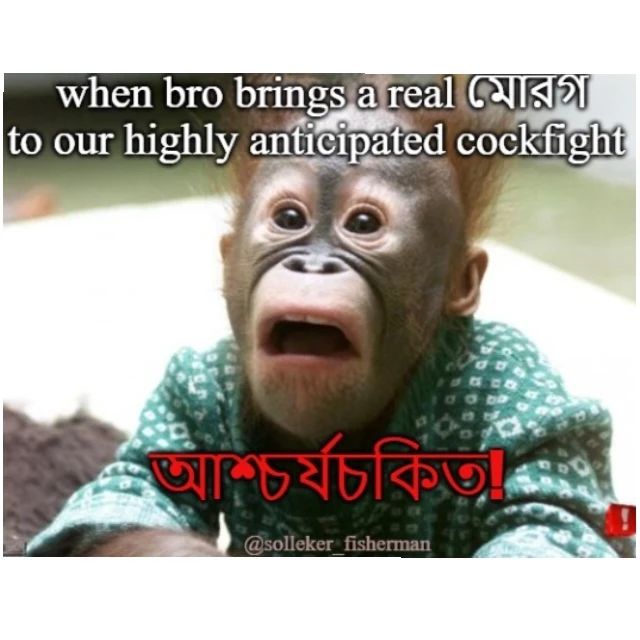 when bro brings a real মোরগ
to our highly anticipated cockfight
আশ্চর্যচকিত!
@solleker_fisherman